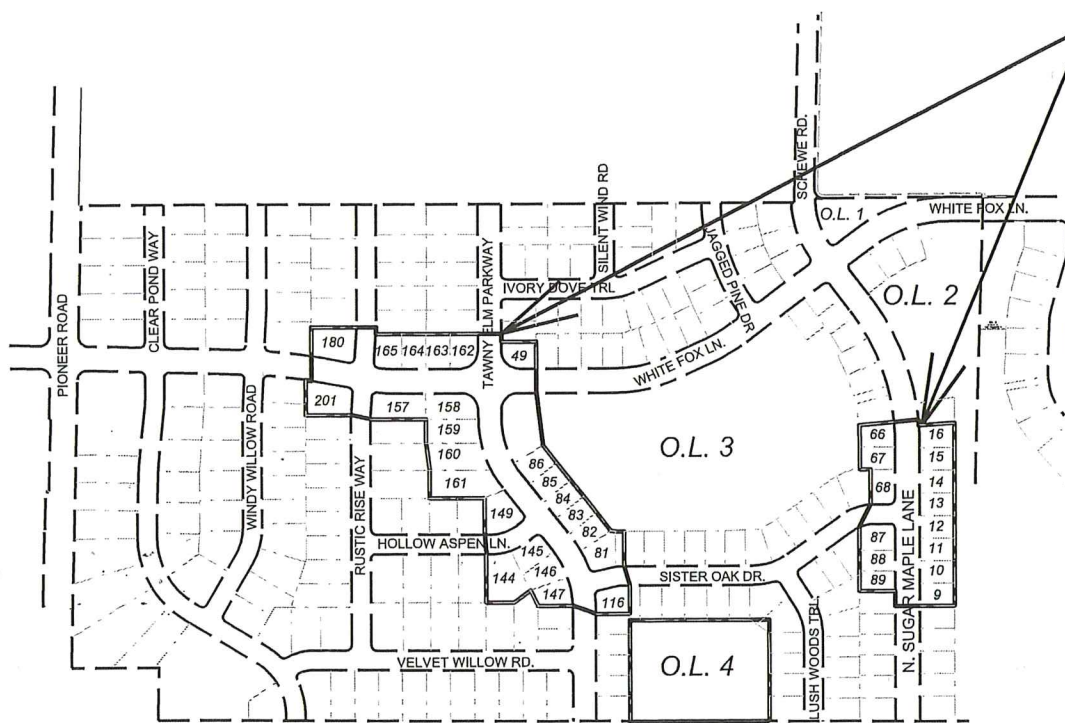 SCHEWE RD.
O.L. 1
WHITE FOX LN.
SILENT WIND RD
JAGGED PINE DR
CLEAR POND WAY
TAWNY ELM PARKWAY
IVORY DOVE TRL
O.L. 2
PIONEER ROAD
180
165
164
163
162
49
WHITE FOX LN.
201
157
158
159
160
161
WINDY WILLOW ROAD
RUSTIC RISE WAY
O.L. 3
66
67
68
16
15
14
13
12
11
10
9
86
85
84
83
82
81
149
HOLLOW ASPEN LN.
145
146
144
147
116
SISTER OAK DR.
87
88
89
N. SUGAR MAPLE LANE
LUSH WOODS TRL
VELVET WILLOW RD.
O.L. 4